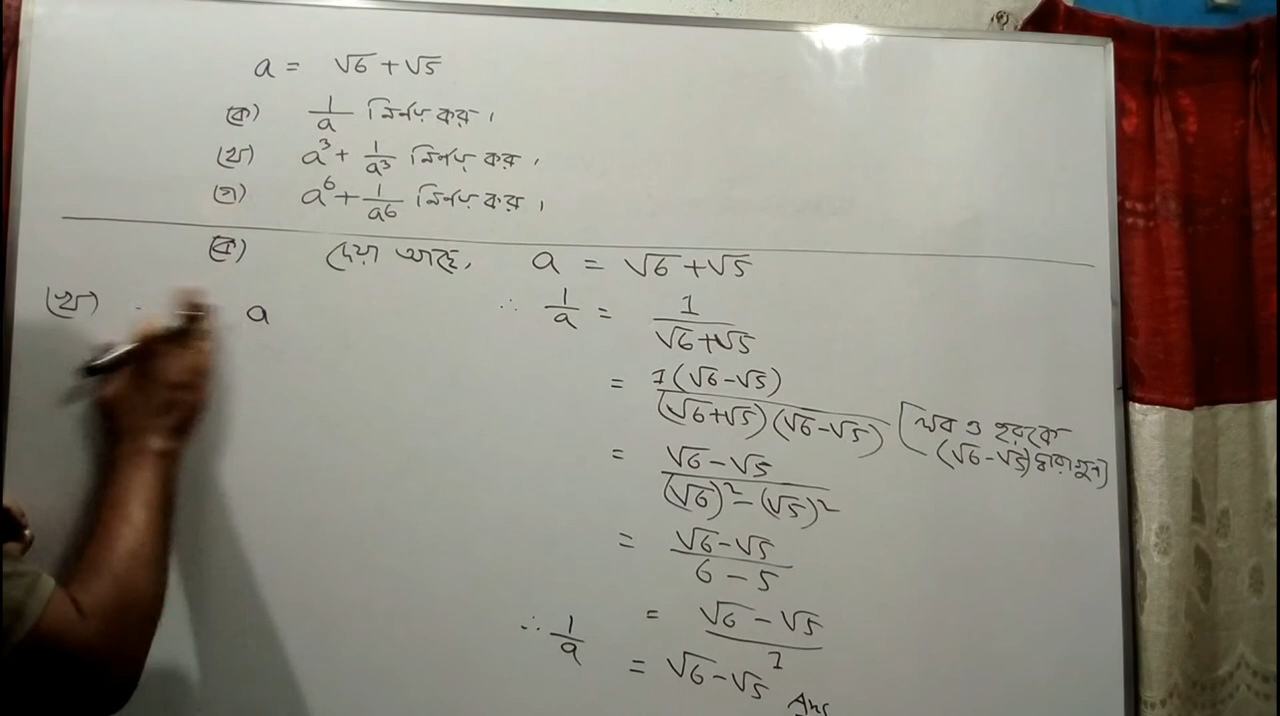 a = √6 + √5
(ক) 1/a নির্ণয় কর।
(খ) a³ + 1/a³ নির্ণয় কর।
(গ) a⁶ + 1/a⁶ নির্ণয় কর।
(ক) দেয়া আছে, a = √6 + √5
(খ) a
∴ 1/a = 1/(√6+√5)
= 1(√6-√5)/(√6+√5)(√6-√5) [লব ও হরকে (√6-√5) দ্বারা গুন]
= (√6-√5)/((√6)² - (√5)²)
= (√6-√5)/(6-5)
= (√6-√5)/1
∴ 1/a = √6-√5 Ans